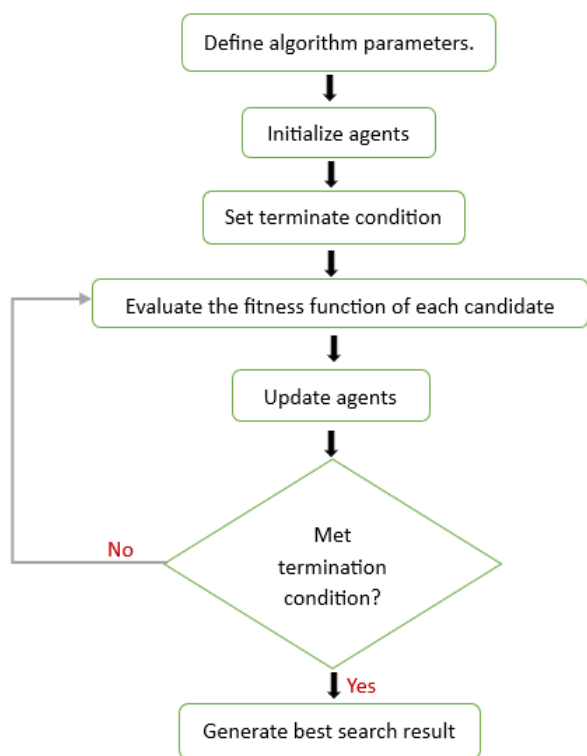 Define algorithm parameters.
Initialize agents
Set terminate condition
Evaluate the fitness function of each candidate
Update agents
Met
termination
condition?
No
Yes
Generate best search result